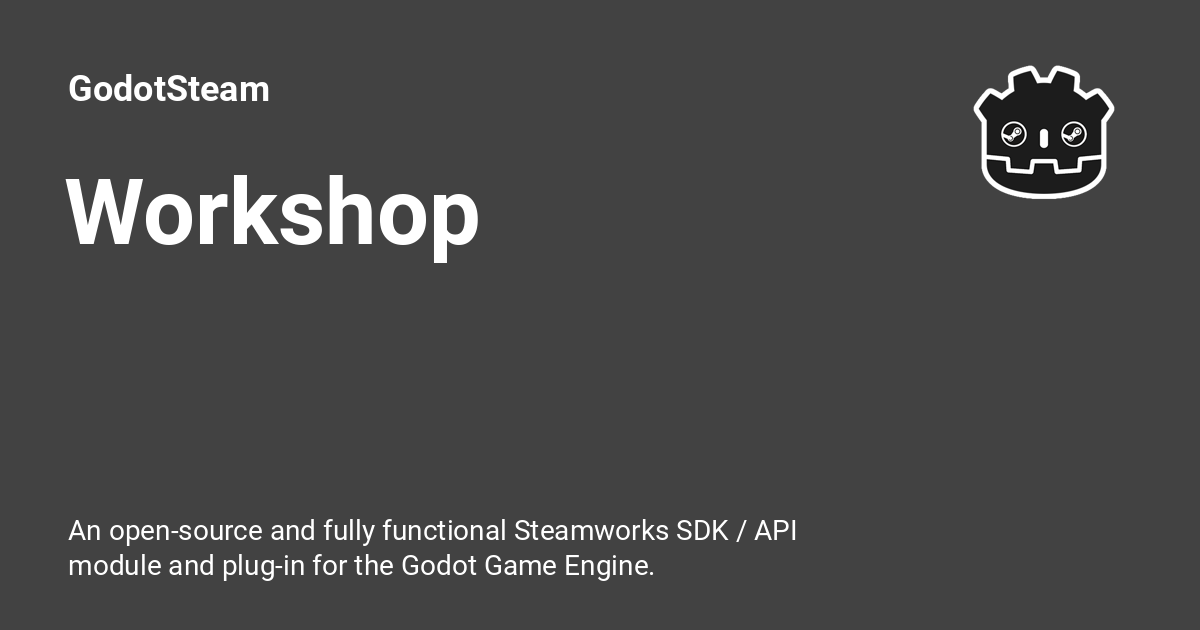 GodotSteam
Workshop
An open-source and fully functional Steamworks SDK / API
module and plug-in for the Godot Game Engine.